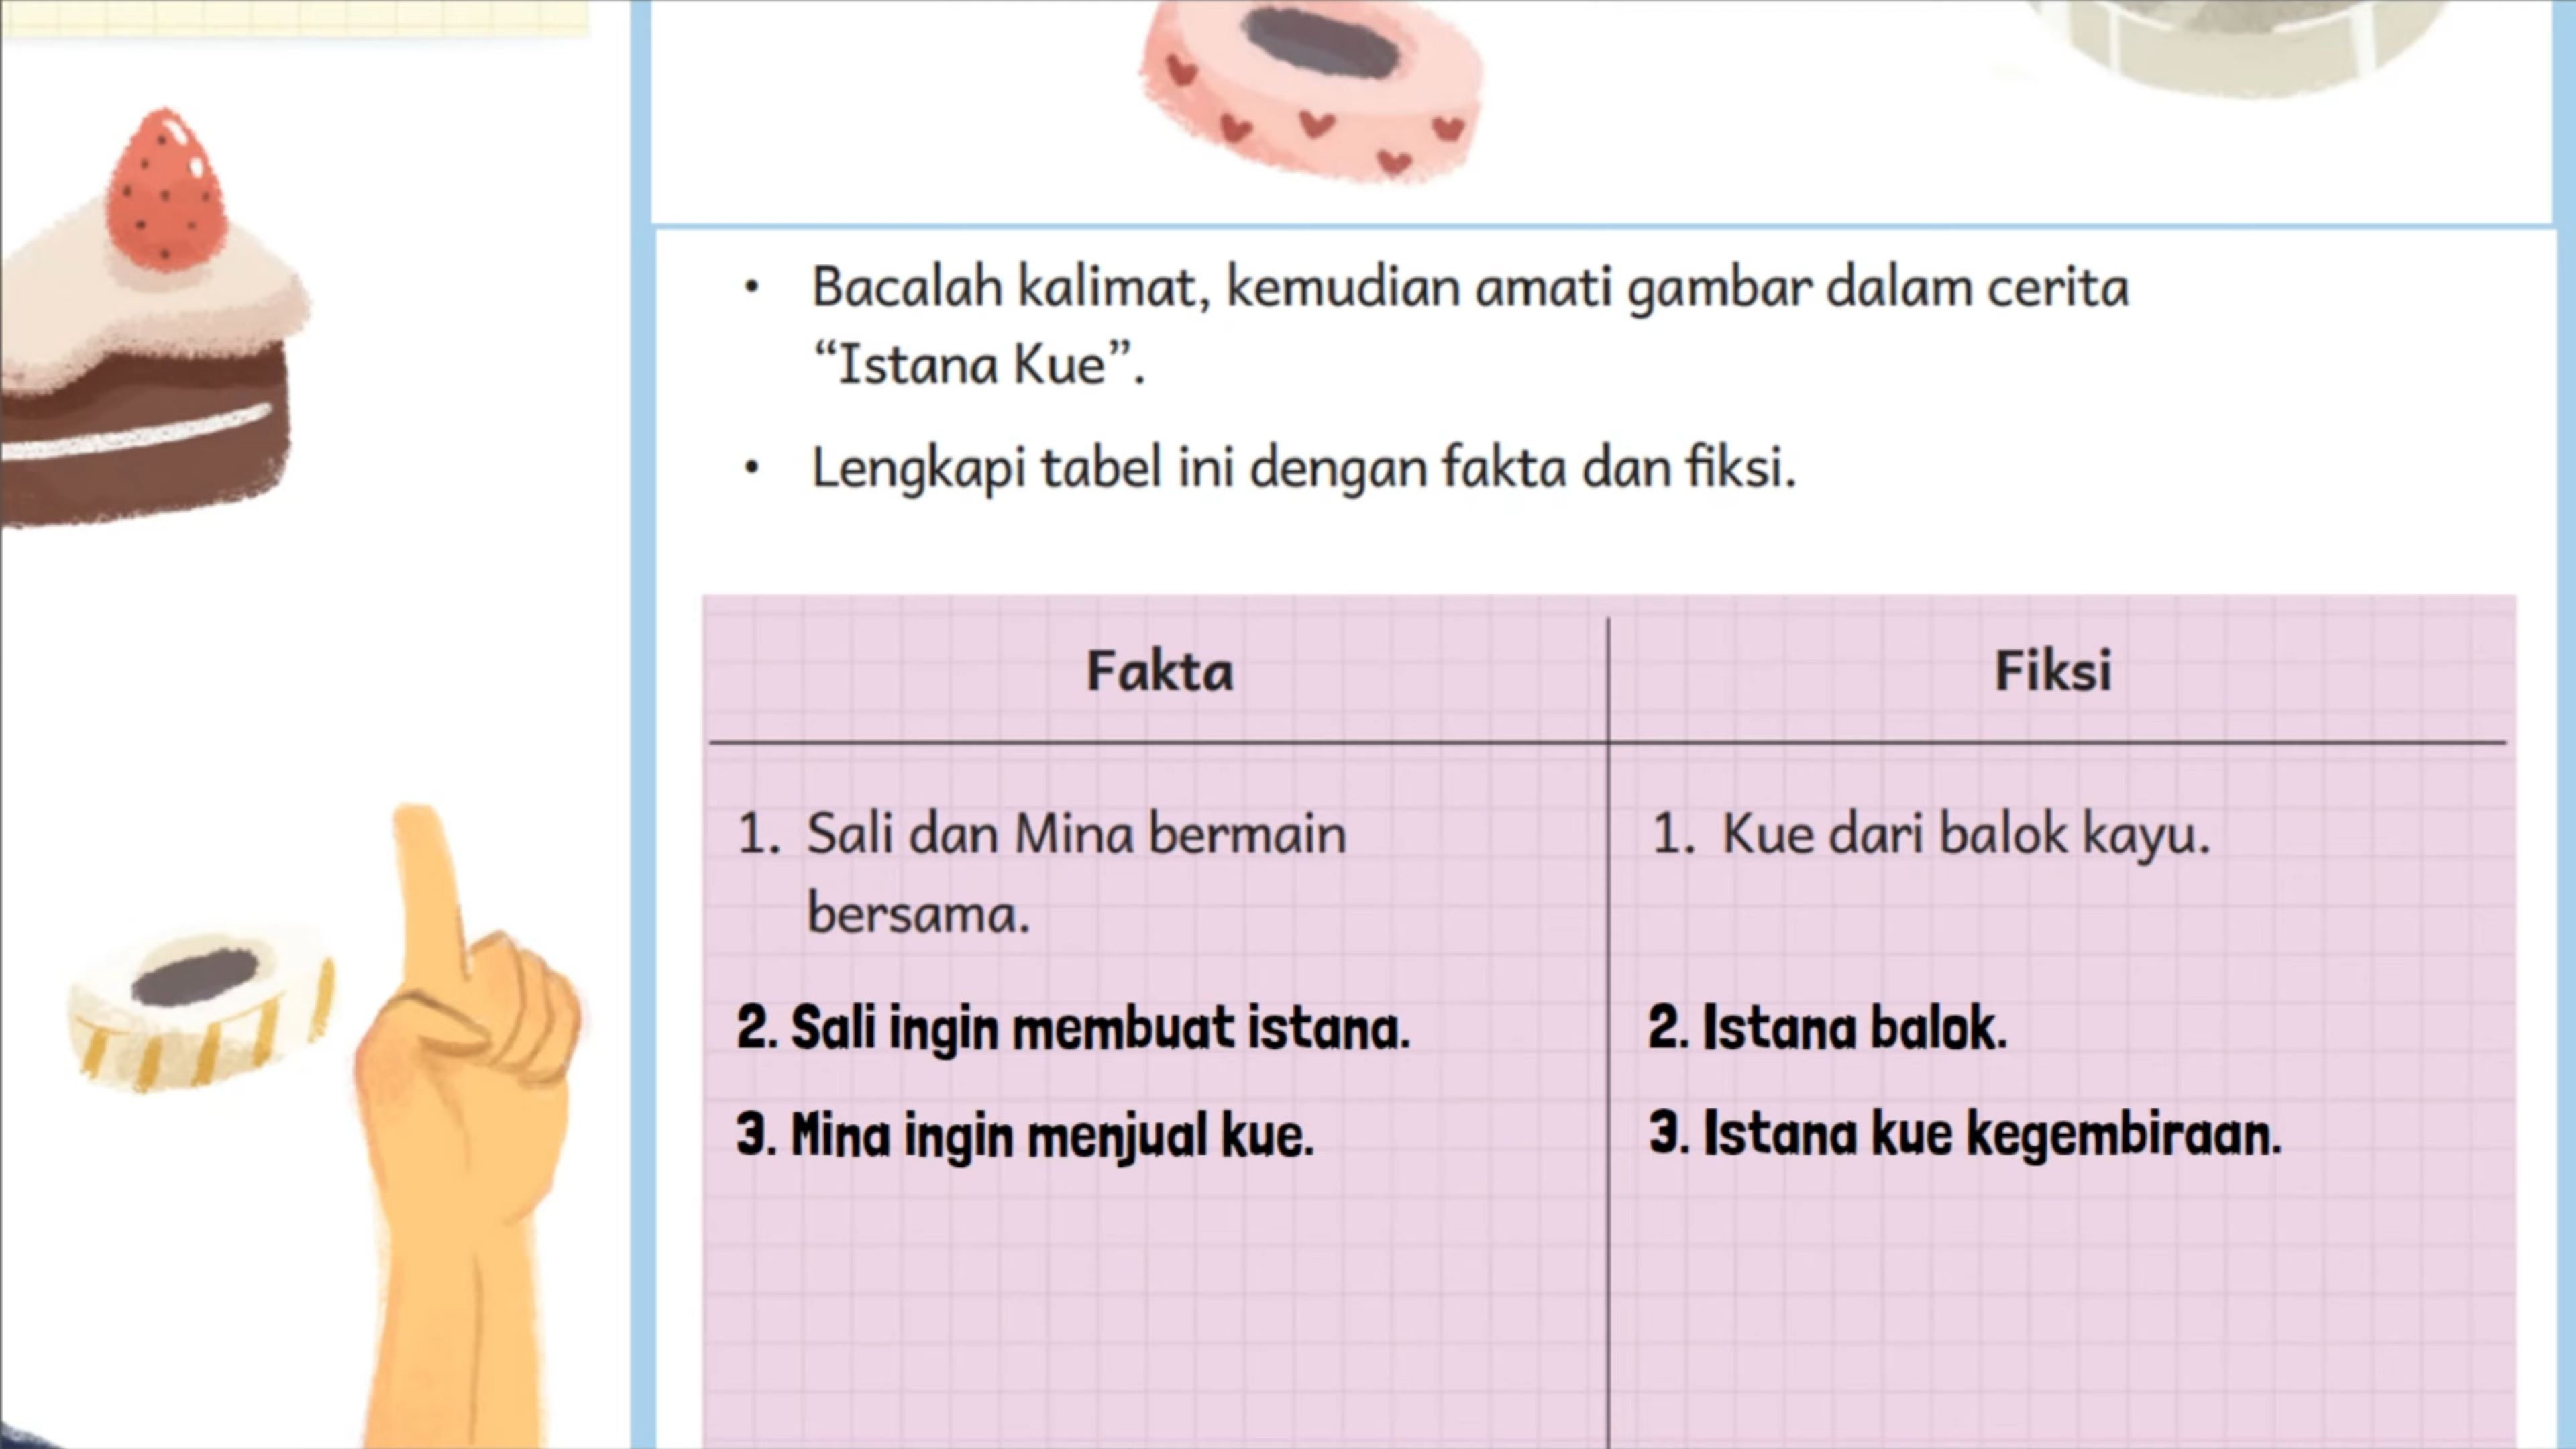 • Bacalah kalimat, kemudian amati gambar dalam cerita
“Istana Kue”.
• Lengkapi tabel ini dengan fakta dan fiksi.
Fakta
Fiksi
1. Sali dan Mina bermain
bersama.
2. Sali ingin membuat istana.
3. Mina ingin menjual kue.
1. Kue dari balok kayu.
2. Istana balok.
3. Istana kue kegembiraan.